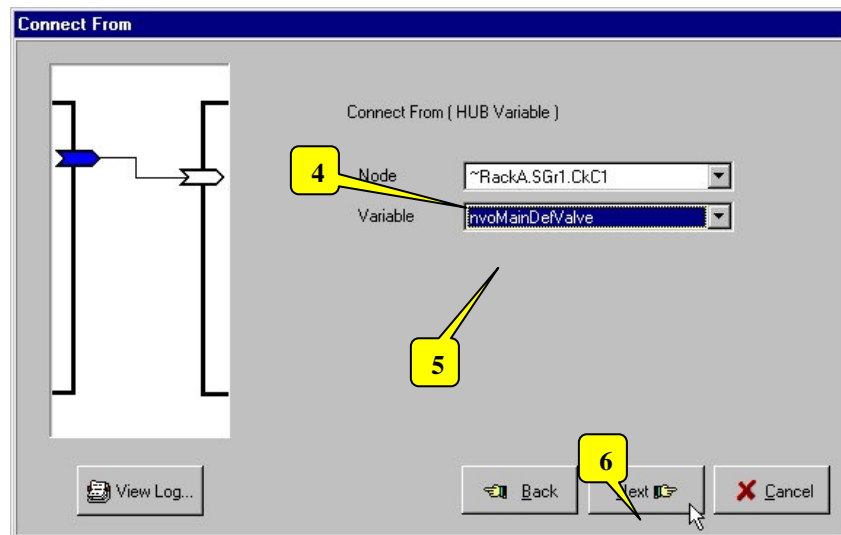 Connect From
Connect From ( HUB Variable )
4
Node
~RackA.SGr1.CkC1
Variable
nvoMainDefValve
5
6
View Log...
Back
Next
Cancel